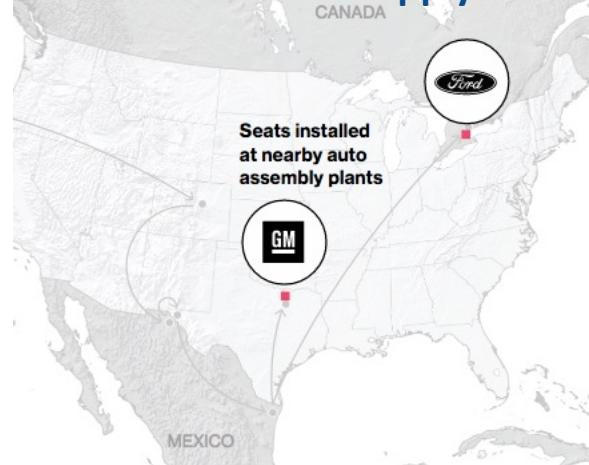 CANADA
Ford
Seats installed
at nearby auto
assembly plants
GM
MEXICO